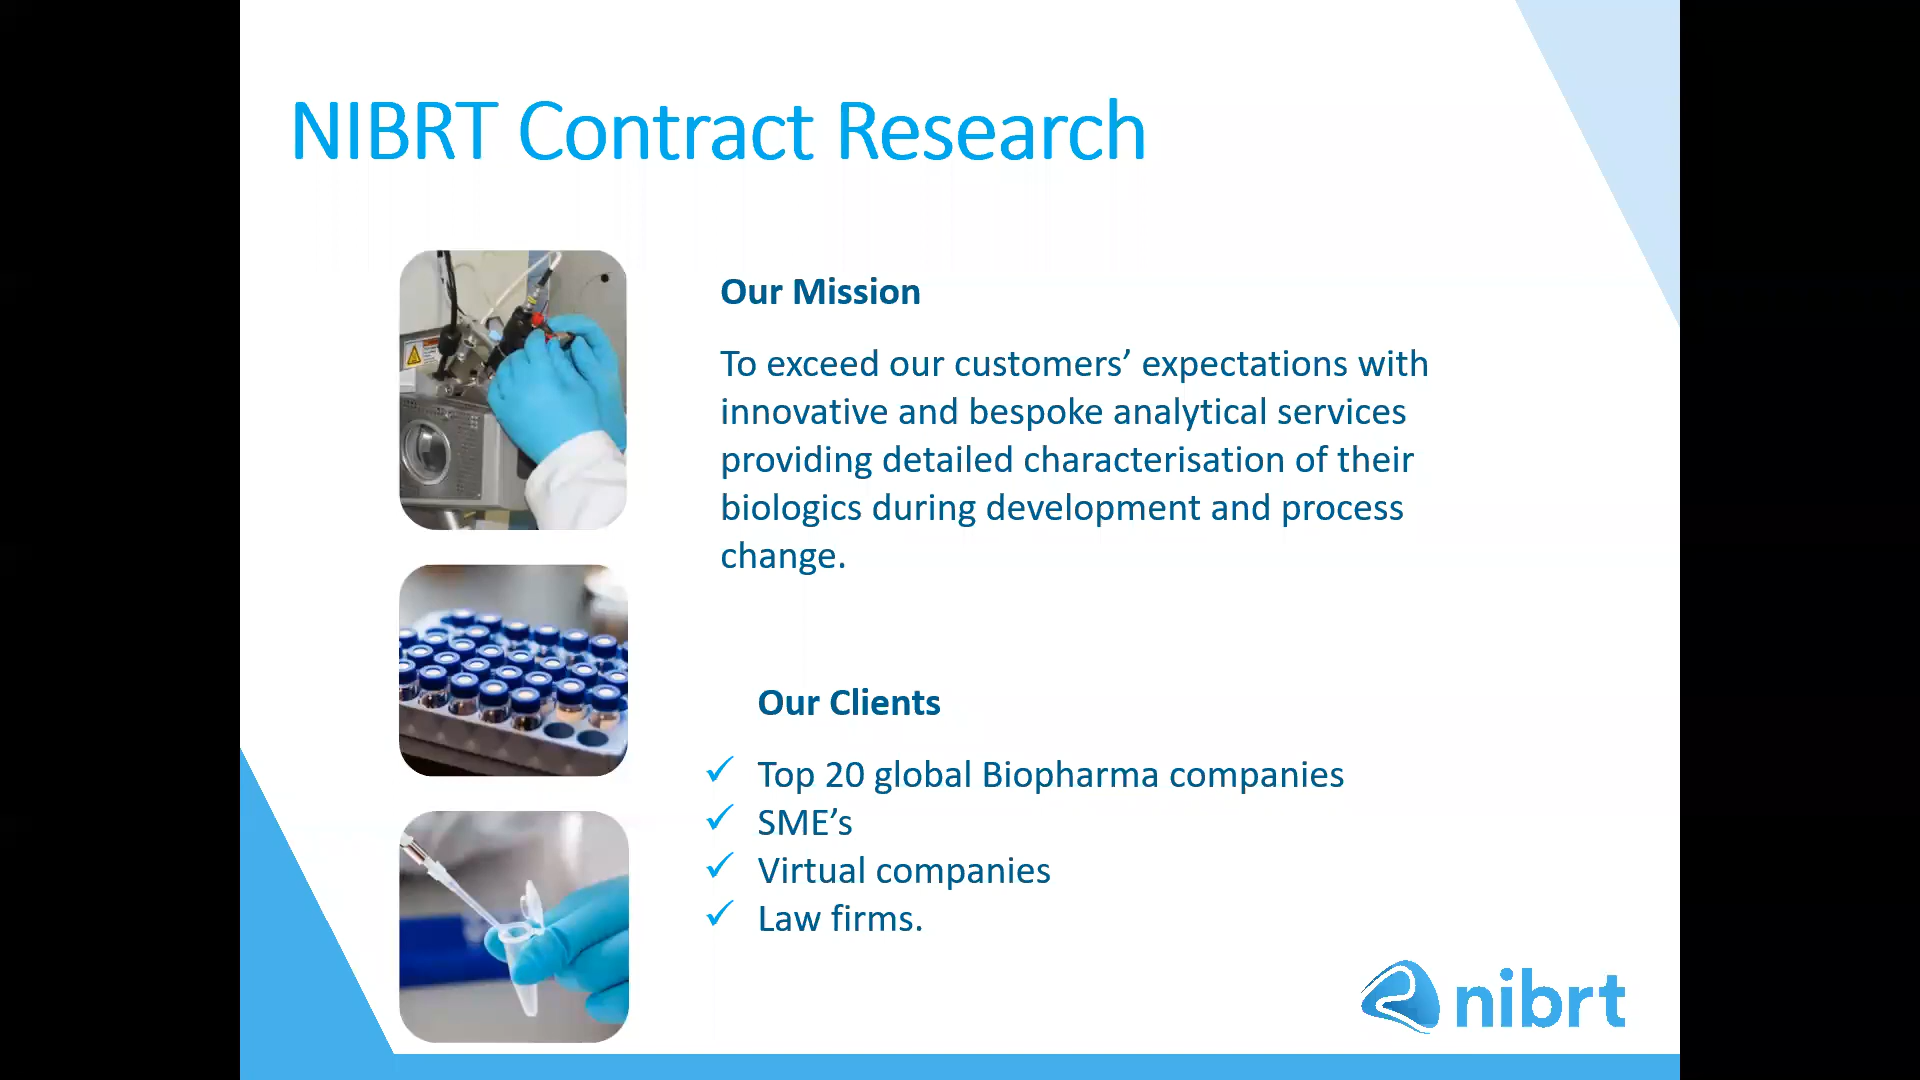 NIBRT Contract Research
Our Mission
To exceed our customers’ expectations with
innovative and bespoke analytical services
providing detailed characterisation of their
biologics during development and process
change.
Our Clients
✓ Top 20 global Biopharma companies
✓ SME’s
✓ Virtual companies
✓ Law firms.
nibrt